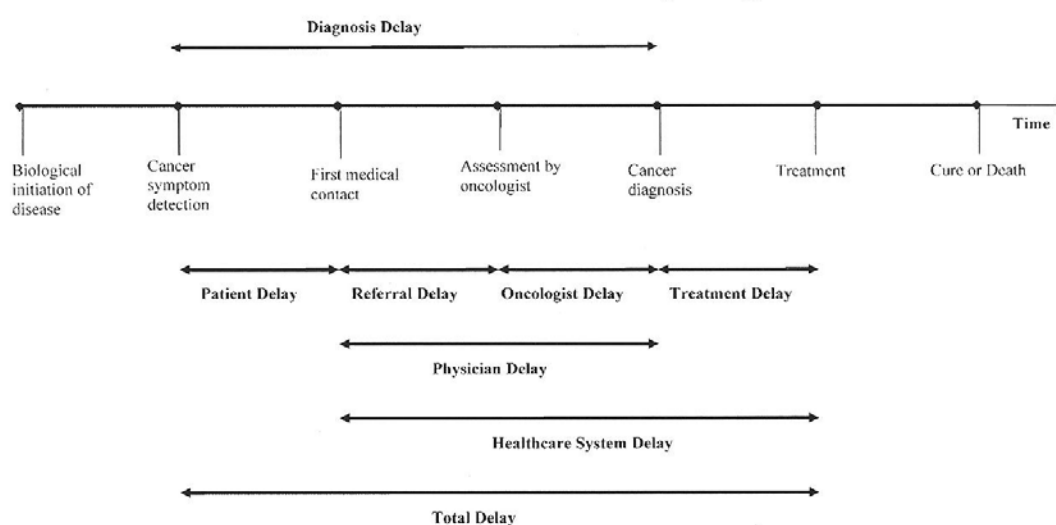 Diagnosis Delay
Time
Biological
initiation of
disease
Cancer
symptom
detection
First medical
contact
Assessment by
oncologist
Cancer
diagnosis
Treatment
Cure or Death
Patient Delay
Referral Delay
Oncologist Delay
Treatment Delay
Physician Delay
Healthcare System Delay
Total Delay